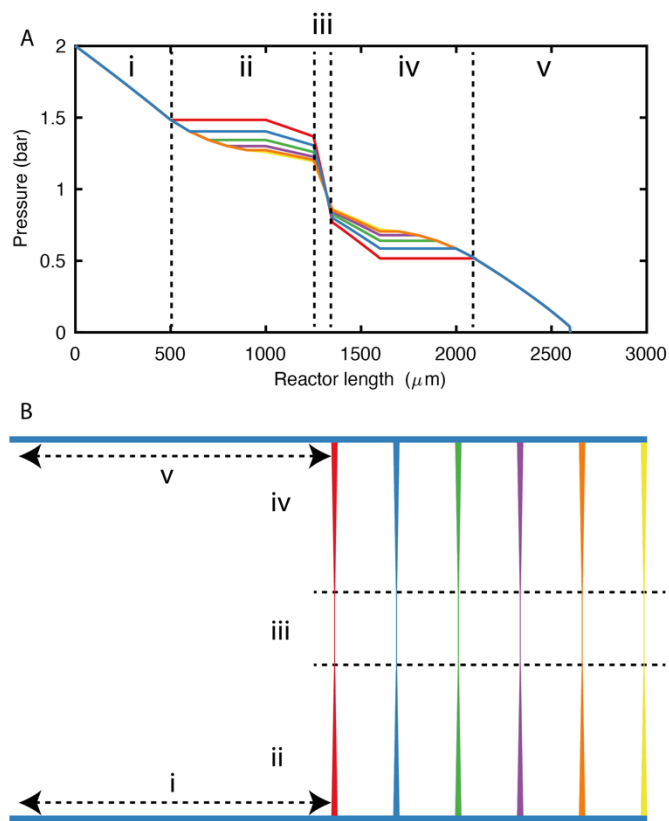 A
iii
i
ii
iv
v
2
1.5
1
0.5
0
Pressure (bar)
0
500
1000
1500
2000
2500
3000
Reactor length (μm)
B
v
iv
iii
ii
i